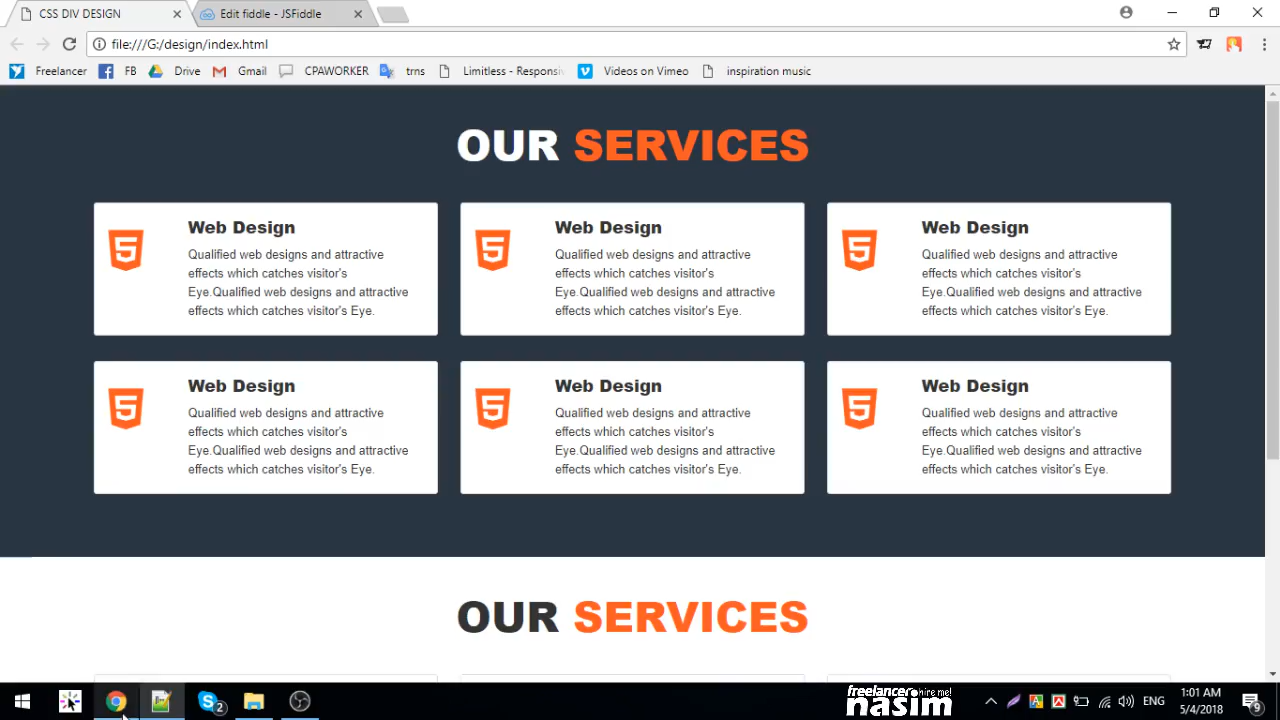 CSS DIV DESIGN
Edit fiddle - JSFiddle
file:///G:/design/index.html
Freelancer FB Drive Gmail CPAWORKER trns Limitless - Responsi Videos on Vimeo inspiration music
OUR SERVICES
Web Design
Qualified web designs and attractive
effects which catches visitor's
Eye.Qualified web designs and attractive
effects which catches visitor's Eye.
Web Design
Qualified web designs and attractive
effects which catches visitor's
Eye.Qualified web designs and attractive
effects which catches visitor's Eye.
Web Design
Qualified web designs and attractive
effects which catches visitor's
Eye.Qualified web designs and attractive
effects which catches visitor's Eye.
Web Design
Qualified web designs and attractive
effects which catches visitor's
Eye.Qualified web designs and attractive
effects which catches visitor's Eye.
Web Design
Qualified web designs and attractive
effects which catches visitor's
Eye.Qualified web designs and attractive
effects which catches visitor's Eye.
Web Design
Qualified web designs and attractive
effects which catches visitor's
Eye.Qualified web designs and attractive
effects which catches visitor's Eye.
OUR SERVICES
freelancer hire me!
nasim
ENG
1:01 AM
5/4/2018
2
9